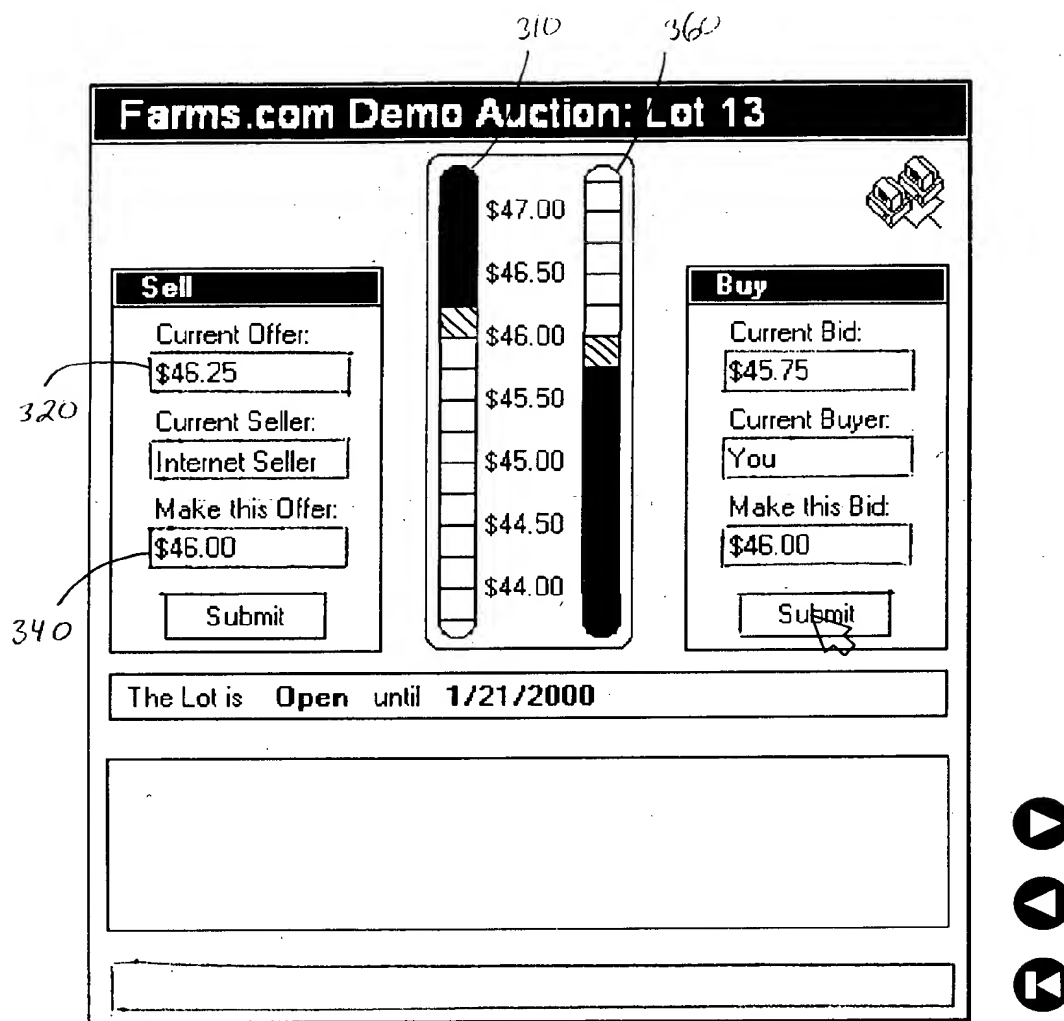 310 360
Farms.com Demo Auction: Lot 13
$47.00
$46.50
$46.00
$45.50
$45.00
$44.50
$44.00
Sell
Current Offer:
$46.25
Current Seller:
Internet Seller
Make this Offer:
$46.00
Submit
320
340
Buy
Current Bid:
$45.75
Current Buyer:
You
Make this Bid:
$46.00
Submit
The Lot is Open until 1/21/2000